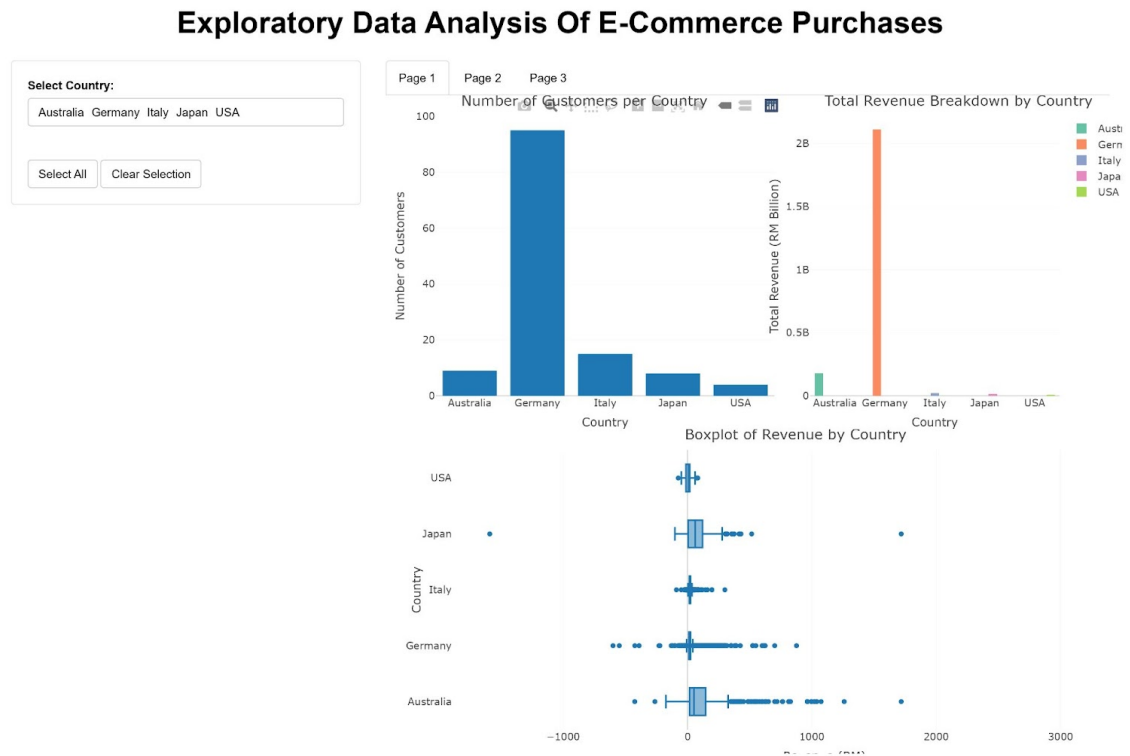 Exploratory Data Analysis Of E-Commerce Purchases
Select Country:
Australia Germany Italy Japan USA
Select All Clear Selection
Page 1 Page 2 Page 3
Number of Customers per Country
100
80
60
40
20
0
Number of Customers
Australia Germany Italy Japan USA
Country
Total Revenue Breakdown by Country
2B
1.5B
1B
0.5B
0
Total Revenue (RM Billion)
Australia Germany Italy Japan USA
Country
Italy
USA
Boxplot of Revenue by Country
USA
Japan
Italy
Germany
Australia
Country
−1000 0 1000 2000 3000